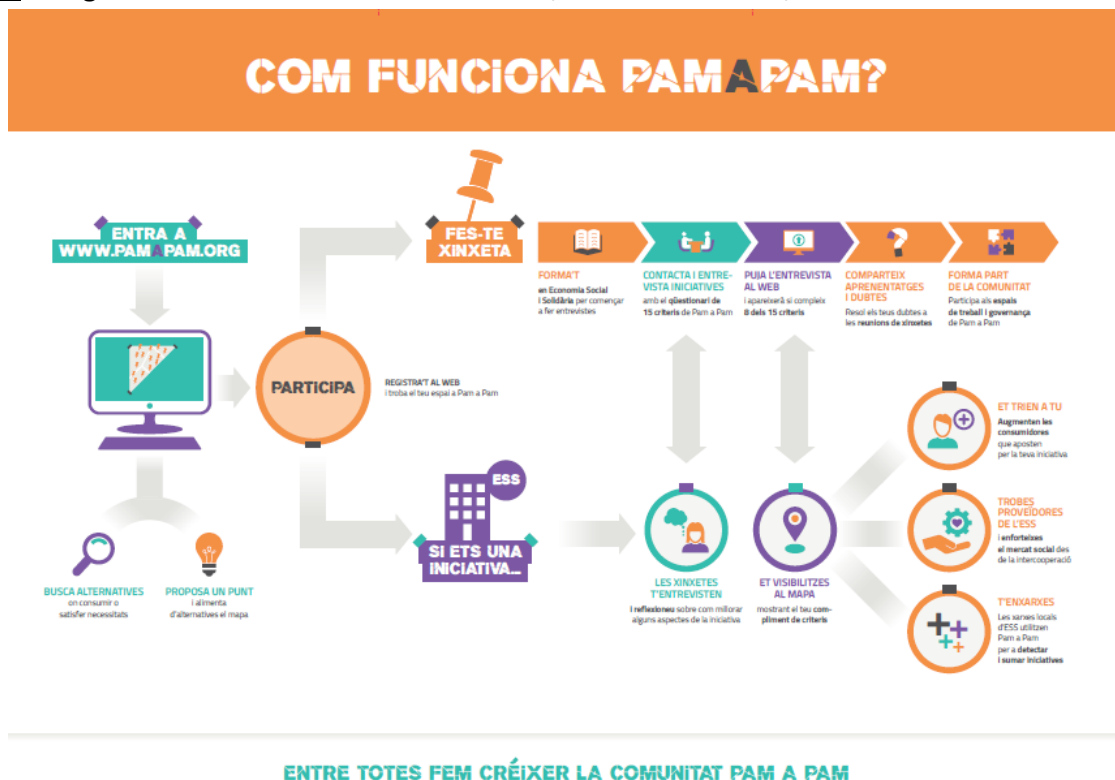 COM FUNCiONA PAMAPAM?
ENTRA A
WWW.PAMAPAM.ORG
FES-TE
XINXETA
FORMA'T
en Economia Social
i Solidària per començar
a fer entrevistes
CONTACTA I ENTRE-
VISTA INICIATIVES
amb el qüestionari de
15 criteris de Pam a Pam
PUJA L'ENTREVISTA
AL WEB
i apareixerà si compleix
8 dels 15 criteris
COMPARTEIX
APRENENTATGES
I DUBTES
Resol els teus dubtes a
les reunions de xinxetes
FORMA PART
DE LA COMUNITAT
Participa als espais
de treball i governança
de Pam a Pam
PARTICIPA
REGISTRA'T AL WEB
i troba el teu espai a Pam a Pam
BUSCA ALTERNATIVES
on consumir o
satisfer necessitats
PROPOSA UN PUNT
i alimenta
d'alternatives el mapa
ESS
SI ETS UNA
INICIATIVA...
LES XINXETES
T'ENTREVISTEN
I reflexioneu sobre com millorar
alguns aspectes de la iniciativa
ET VISIBILITZES
AL MAPA
mostrant el teu com-
pliment de criteris
ET TRIEN A TU
Augmenten les
consumidores
que aposten
per la teva iniciativa
TROBES
PROVEÏDORES
DE L'ESS
i enforteixes
el mercat social des
de la intercooperació
T'ENXARXES
Les xarxes locals
d'ESS utilitzen
Pam a Pam
per a detectar
i sumar iniciatives
ENTRE TOTES FEM CRÉiXER LA COMUNiTAT PAM A PAM